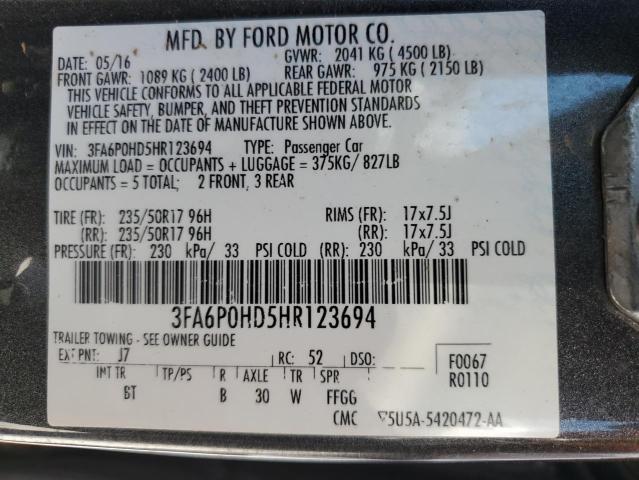 MFD. BY FORD MOTOR CO.
DATE: 05/16 GVWR: 2041 KG (4500 LB)
FRONT GAWR: 1089 KG (2400 LB) REAR GAWR: 975 KG (2150 LB)
THIS VEHICLE CONFORMS TO ALL APPLICABLE FEDERAL MOTOR
VEHICLE SAFETY, BUMPER, AND THEFT PREVENTION STANDARDS
IN EFFECT ON THE DATE OF MANUFACTURE SHOWN ABOVE.
VIN: 3FA6P0HD5HR123694 TYPE: Passenger Car
MAXIMUM LOAD = OCCUPANTS + LUGGAGE = 375KG/ 827LB
OCCUPANTS = 5 TOTAL; 2 FRONT, 3 REAR
TIRE (FR): 235/50R17 96H RIMS (FR): 17x7.5J
(RR): 235/50R17 96H (RR): 17x7.5J
PRESSURE (FR): 230 kPa/ 33 PSI COLD (RR): 230 kPa/ 33 PSI COLD
3FA6P0HD5HR123694
TRAILER TOWING - SEE OWNER GUIDE
EXT PNT: J7 RC: 52 DSO: F0067
INT TR TP/PS R AXLE TR SPR R0110
BT B 30 W FFGG
CMC 5U5A-5420472-AA